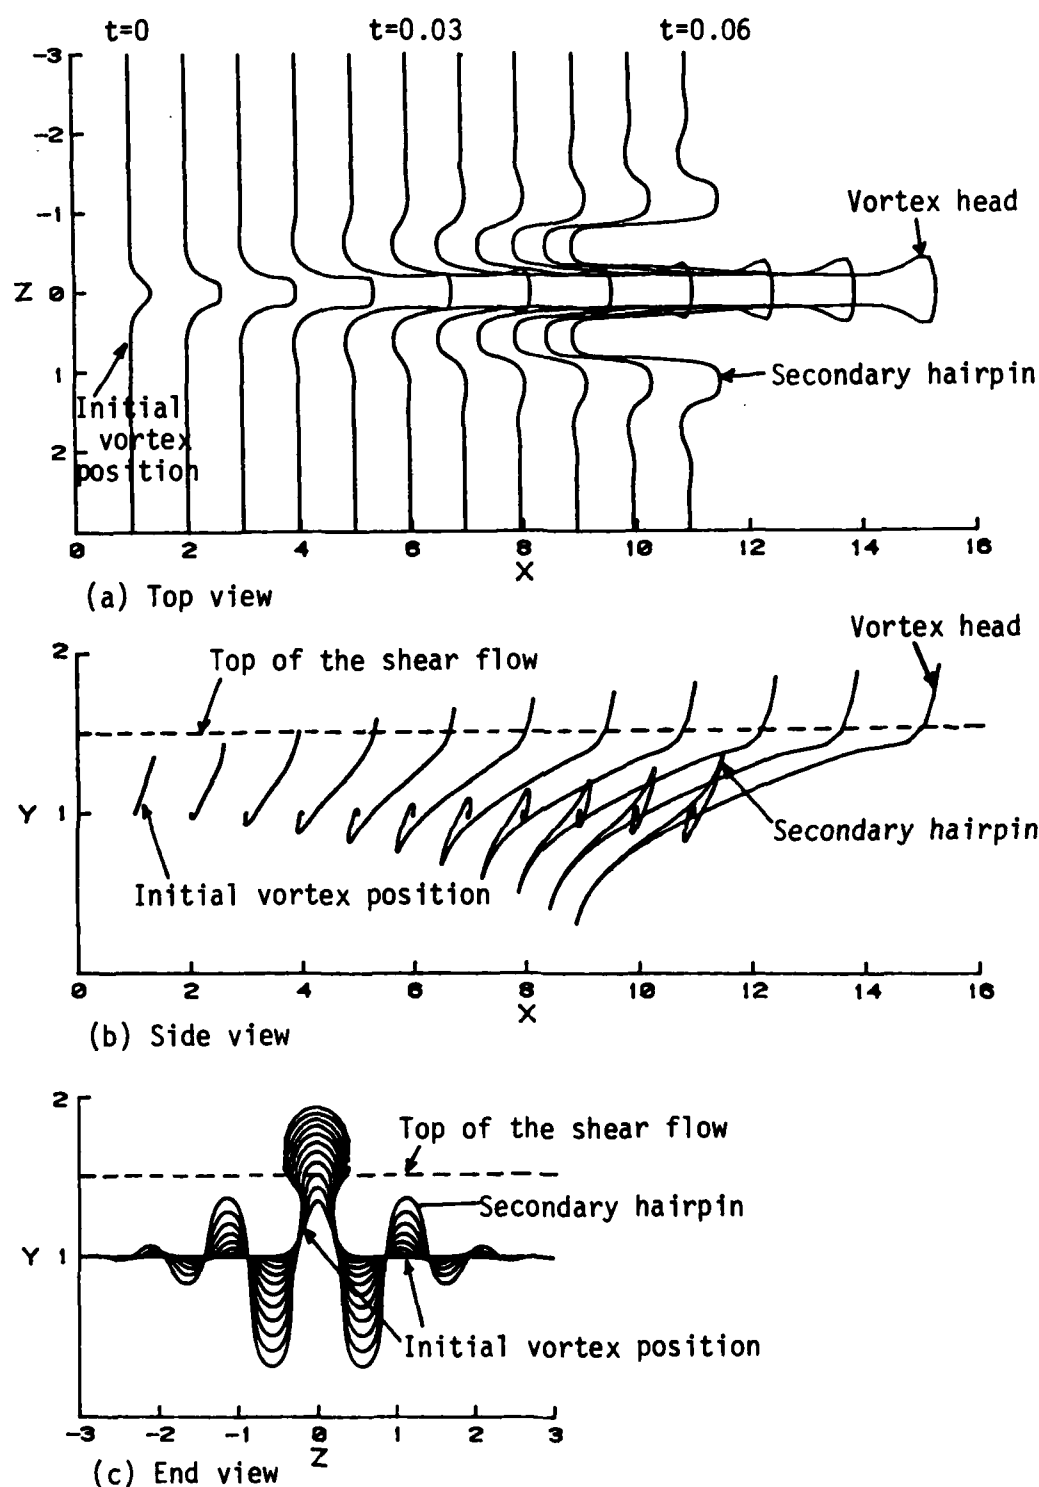 t=0 t=0.03 t=0.06
-3
-2
-1
Z 0
1
2
Vortex head
Secondary hairpin
Initial
vortex
position
0 2 4 6 8 10 12 14 16
X
(a) Top view
Vortex head
2
Top of the shear flow
Y 1
Secondary hairpin
Initial vortex position
0 2 4 6 8 10 12 14 16
X
(b) Side view
2
Top of the shear flow
Secondary hairpin
Y 1
Initial vortex position
-3 -2 -1 0 1 2 3
Z
(c) End view